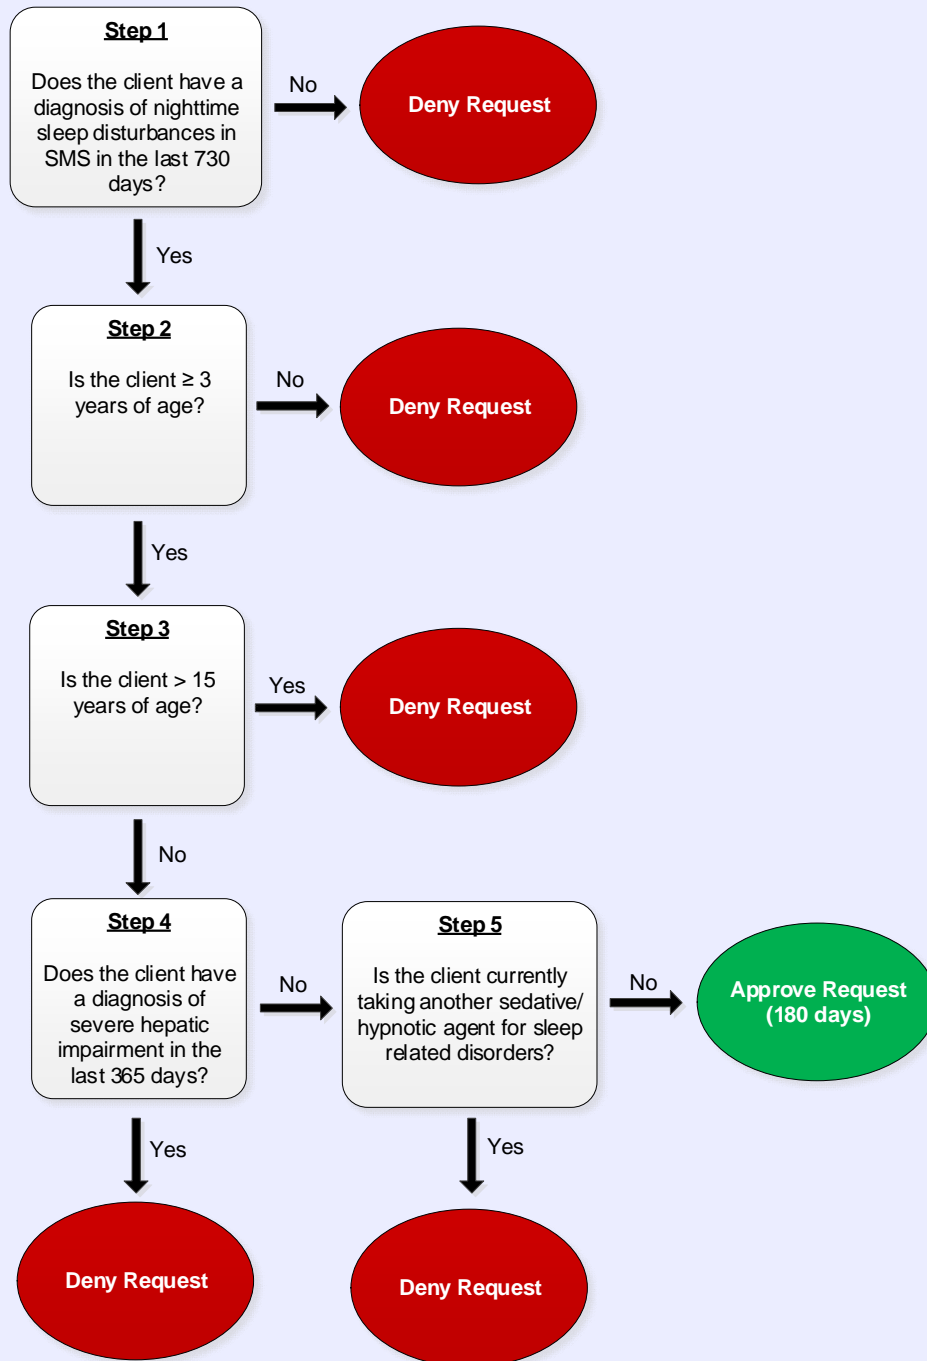 Step 1
Does the client have a
diagnosis of nighttime
sleep disturbances in
SMS in the last 730
days?
No
Deny Request
Yes
Step 2
Is the client ≥ 3
years of age?
No
Deny Request
Yes
Step 3
Is the client > 15
years of age?
Yes
Deny Request
No
Step 4
Does the client have
a diagnosis of
severe hepatic
impairment in the
last 365 days?
No
Step 5
Is the client currently
taking another sedative/
hypnotic agent for sleep
related disorders?
No
Approve Request
(180 days)
Yes
Deny Request
Yes
Deny Request